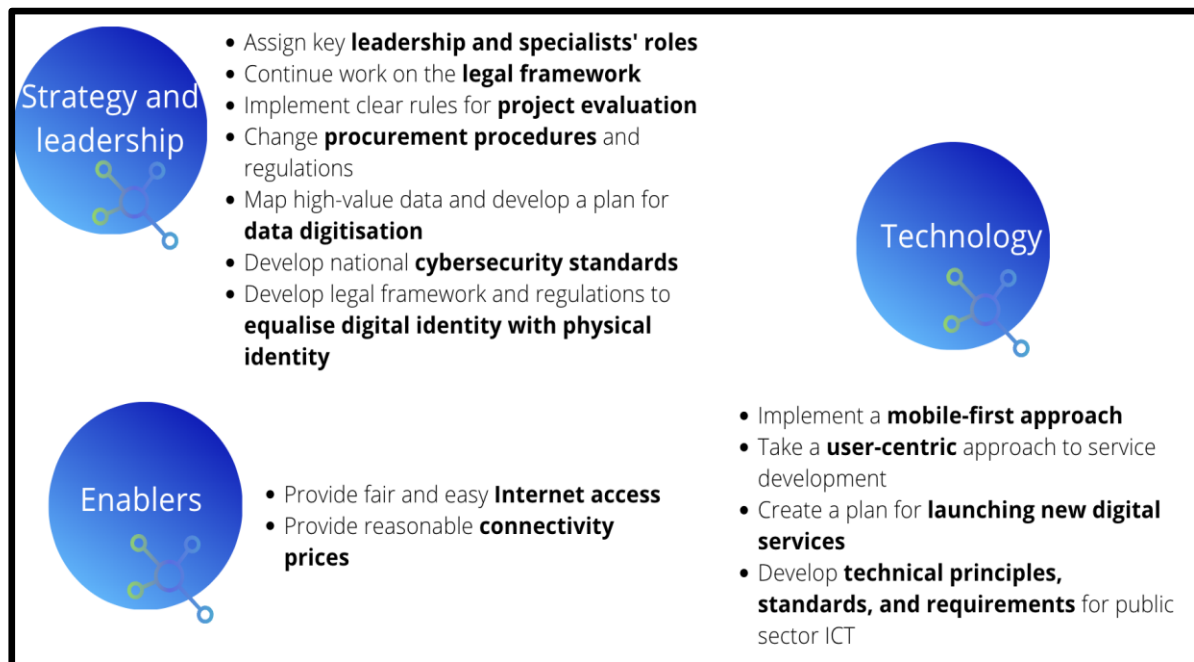 Strategy and
leadership
• Assign key leadership and specialists' roles
• Continue work on the legal framework
• Implement clear rules for project evaluation
• Change procurement procedures and
regulations
• Map high-value data and develop a plan for
data digitisation
• Develop national cybersecurity standards
• Develop legal framework and regulations to
equalise digital identity with physical
identity
Technology
• Implement a mobile-first approach
• Take a user-centric approach to service
development
• Create a plan for launching new digital
services
• Develop technical principles,
standards, and requirements for public
sector ICT
Enablers
• Provide fair and easy Internet access
• Provide reasonable connectivity
prices